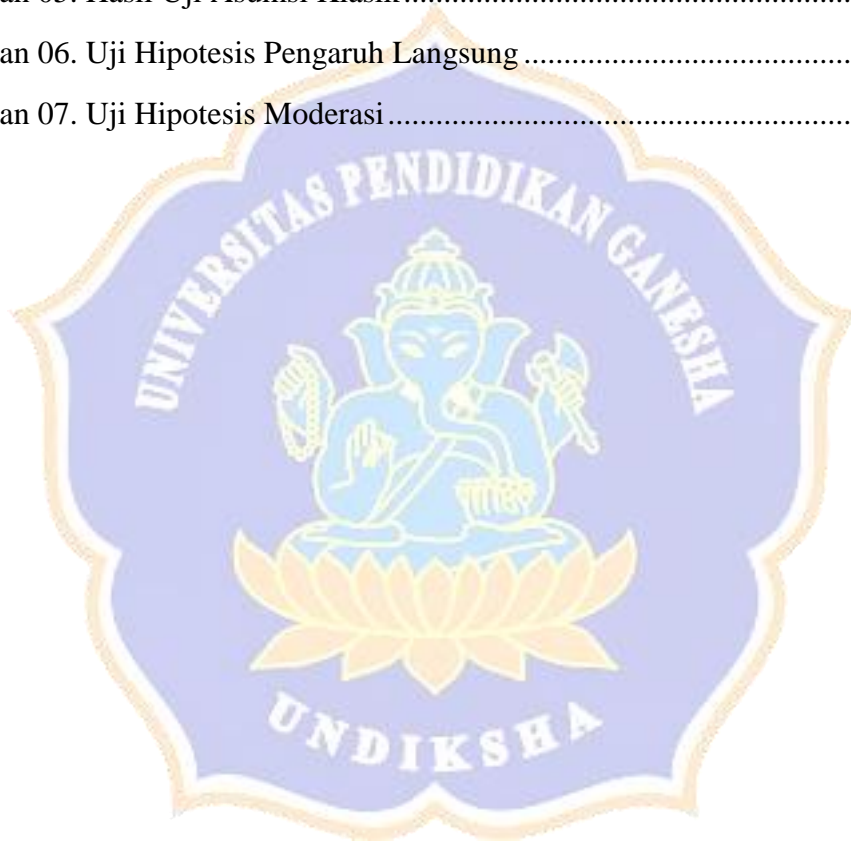 an 05. Hasil Uji Asumsi Klasik................................................................
an 06. Uji Hipotesis Pengaruh Langsung.........................................
an 07. Uji Hipotesis Moderasi..........................................................
UNIVERSITAS PENDIDIKAN GANESHA
UNDIKSHA